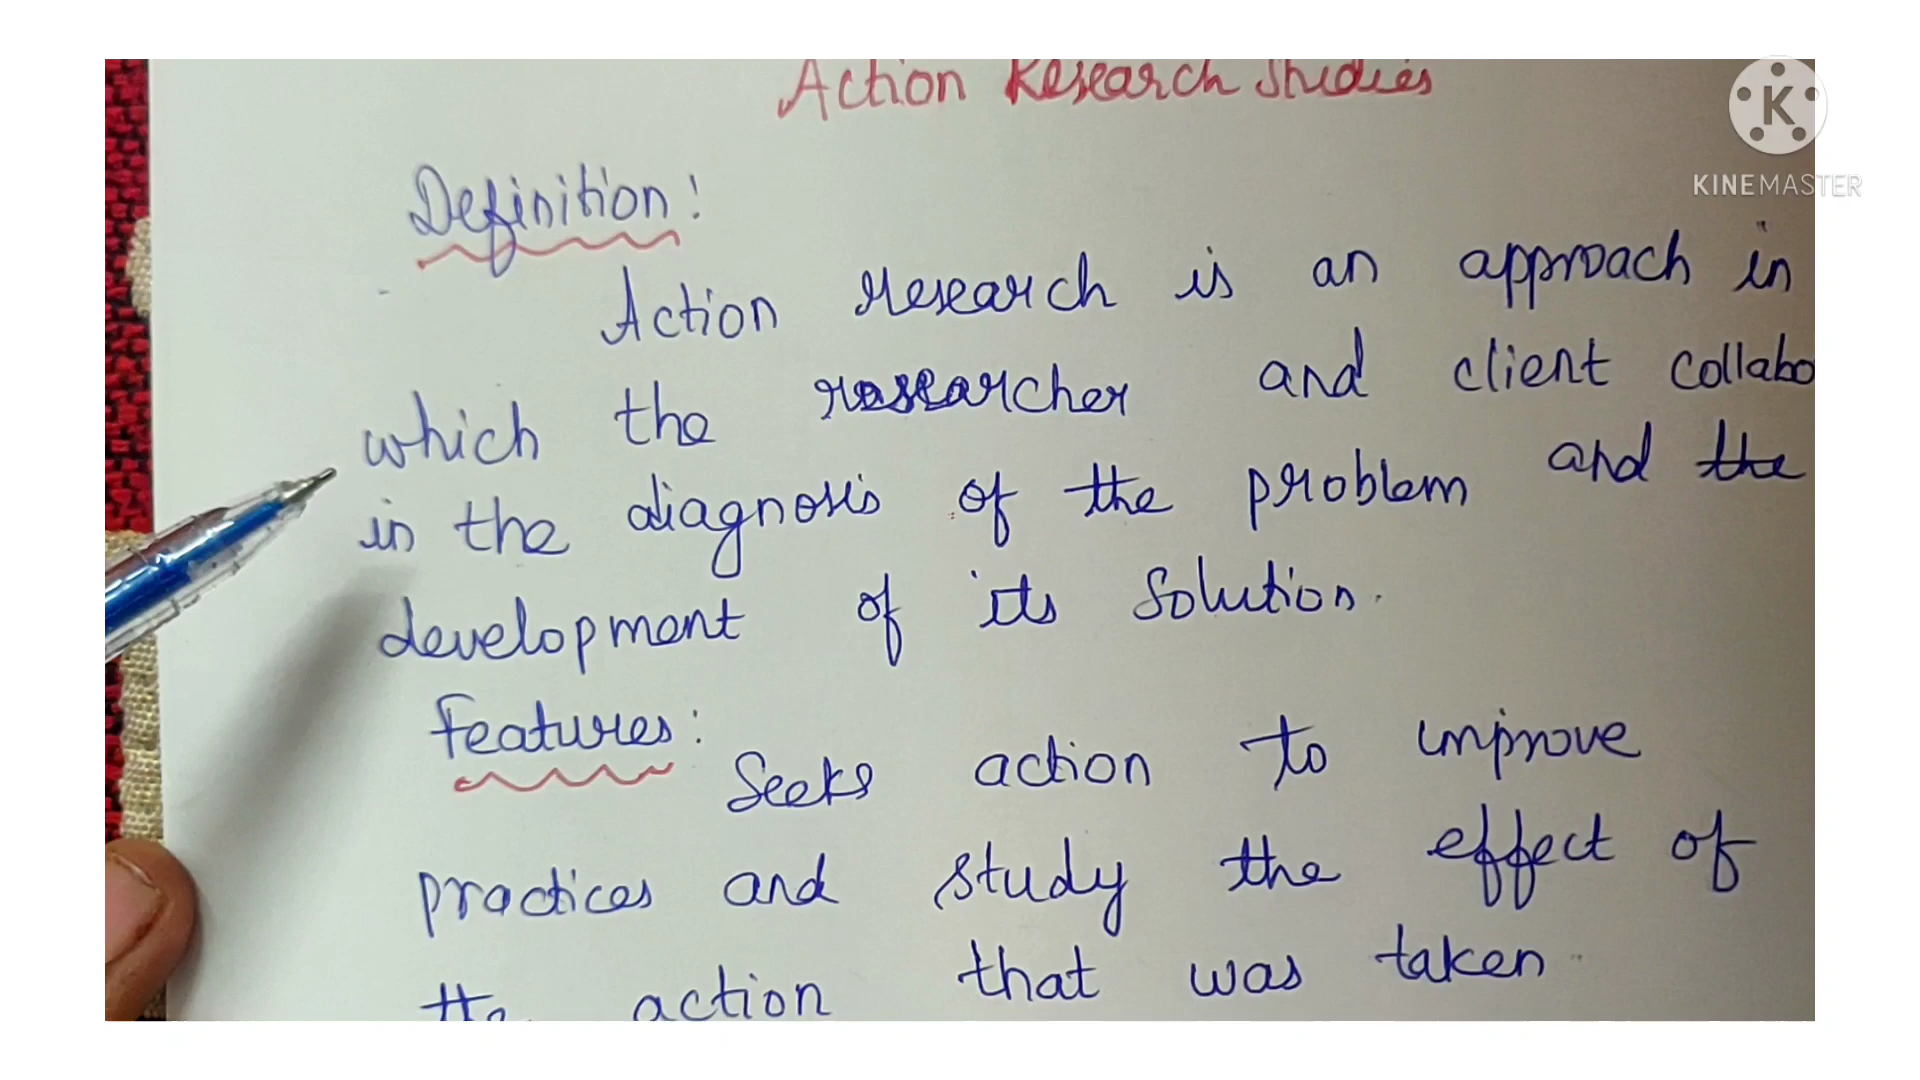 Action Research Studies
K
KINEMASTER
Definition:
Action research is an approach in
which the researcher and client collabo
in the diagnosis of the problem and the
development of its solution.
Features:
Seeks action to improve
practices and study the effect of
the action that was taken